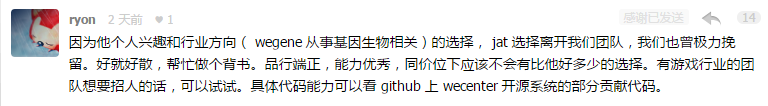 ryon 2 天前 1 感谢已发送 14
因为他个人兴趣和行业方向（ wegene 从事基因生物相关）的选择， jat 选择离开我们团队，我们也曾极力挽
留。好就好散，帮忙做个背书。品行端正，能力优秀，同价位下应该不会有比他好多少的选择。有游戏行业的团
队想要招人的话，可以试试。具体代码能力可以看 github 上 wecenter 开源系统的部分贡献代码。